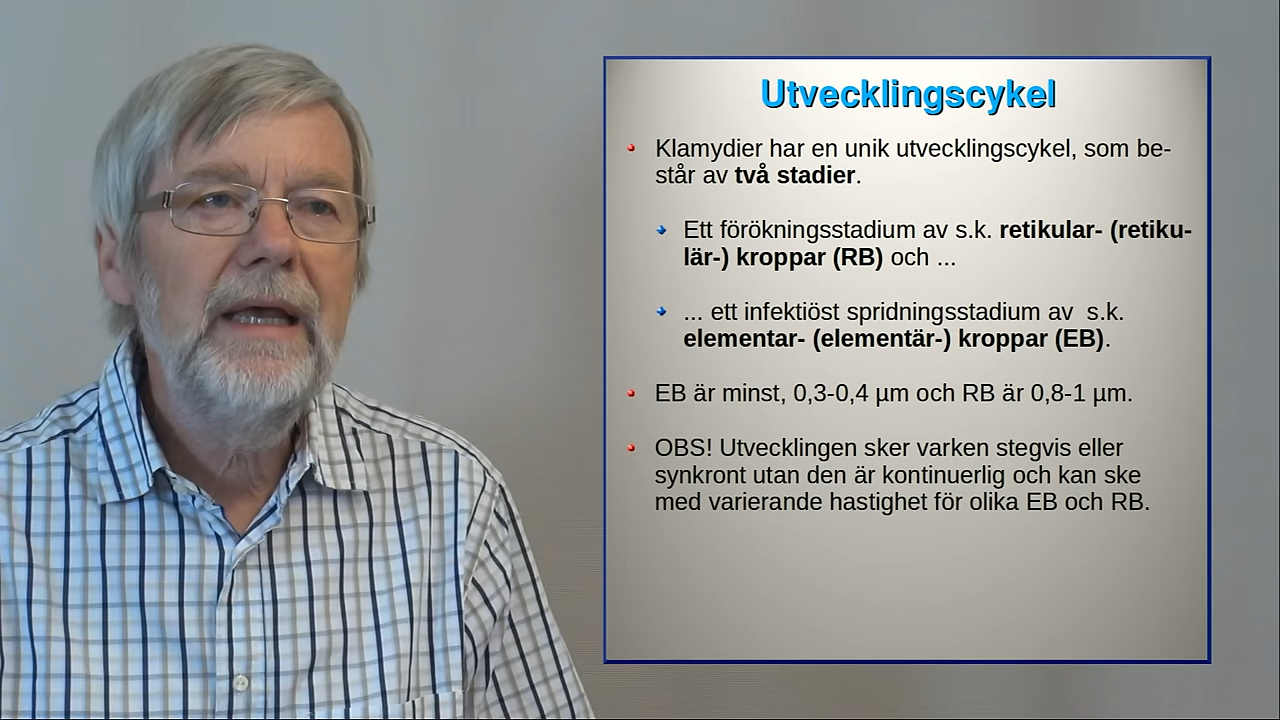 Utvecklingscykel
Klamydier har en unik utvecklingscykel, som be-
står av två stadier.
Ett förökningsstadium av s.k. retikular- (retiku-
lär-) kroppar (RB) och ...
... ett infektiöst spridningsstadium av s.k.
elementar- (elementär-) kroppar (EB).
EB är minst, 0,3-0,4 µm och RB är 0,8-1 µm.
OBS! Utvecklingen sker varken stegvis eller
synkront utan den är kontinuerlig och kan ske
med varierande hastighet för olika EB och RB.